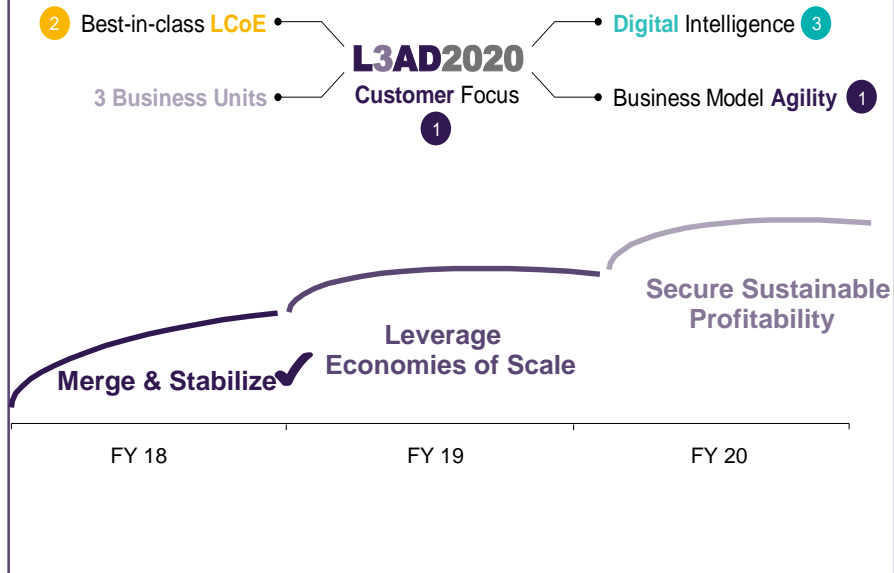 2 Best-in-class LCoE
Digital Intelligence 3
L3AD2020
3 Business Units
Customer Focus
1
Business Model Agility 1
Secure Sustainable
Profitability
Leverage
Economies of Scale
Merge & Stabilize
FY 18
FY 19
FY 20